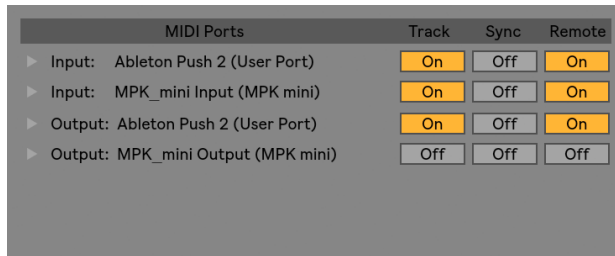 MIDI Ports Track Sync Remote
Input: Ableton Push 2 (User Port) On Off On
Input: MPK_mini Input (MPK mini) On Off On
Output: Ableton Push 2 (User Port) On Off On
Output: MPK_mini Output (MPK mini) Off Off Off